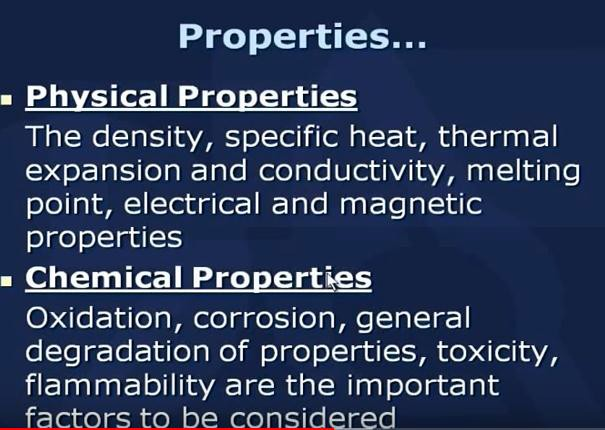 Properties...
Physical Properties
The density, specific heat, thermal
expansion and conductivity, melting
point, electrical and magnetic
properties
Chemical Properties
Oxidation, corrosion, general
degradation of properties, toxicity,
flammability are the important
factors to be considered